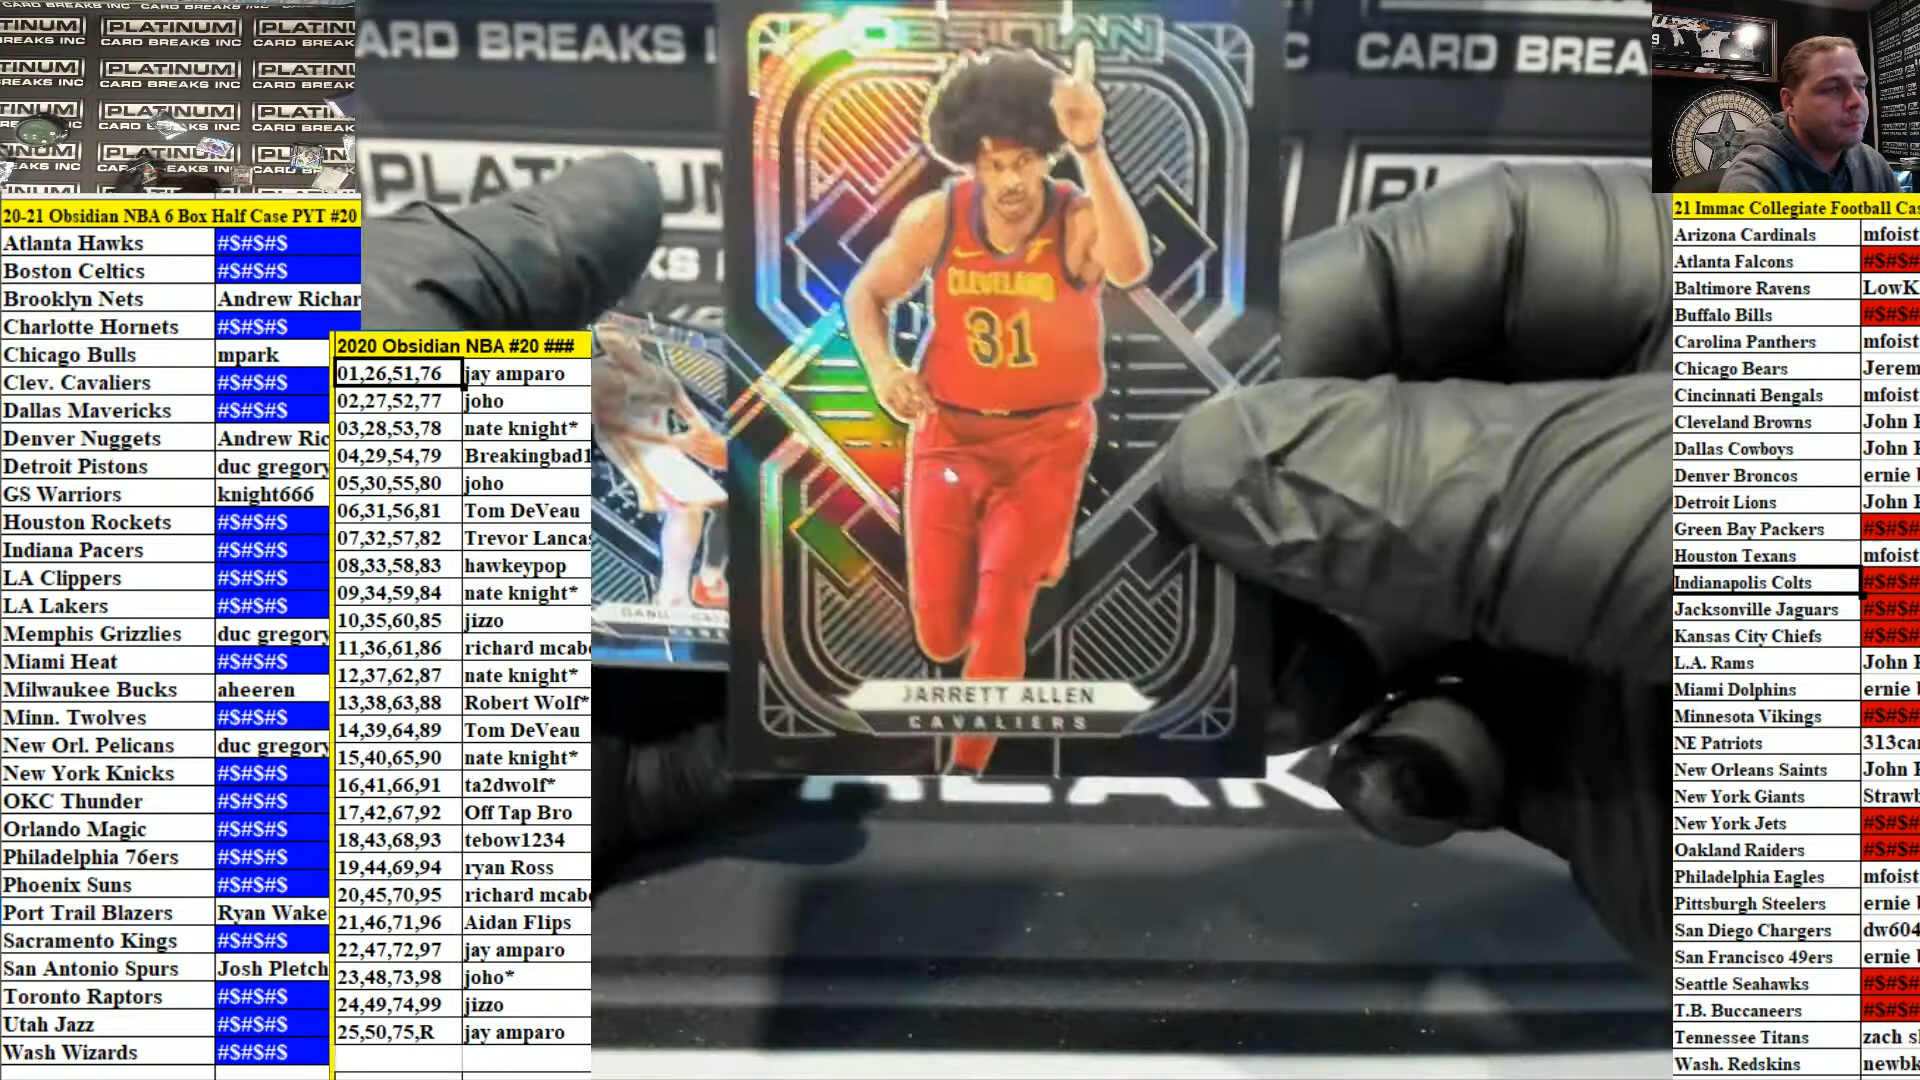 PLATINUM
CARD BREAKS INC
20-21 Obsidian NBA 6 Box Half Case PYT #20
Atlanta Hawks #$#$#$
Boston Celtics #$#$#$
Brooklyn Nets Andrew Richar
Charlotte Hornets #$#$#$
Chicago Bulls mpark
Clev. Cavaliers #$#$#$
Dallas Mavericks #$#$#$
Denver Nuggets Andrew Ric
Detroit Pistons duc gregory
GS Warriors knight666
Houston Rockets #$#$#$
Indiana Pacers #$#$#$
LA Clippers #$#$#$
LA Lakers #$#$#$
Memphis Grizzlies duc gregory
Miami Heat #$#$#$
Milwaukee Bucks aheeren
Minn. Twolves #$#$#$
New Orl. Pelicans duc gregory
New York Knicks #$#$#$
OKC Thunder #$#$#$
Orlando Magic #$#$#$
Philadelphia 76ers #$#$#$
Phoenix Suns #$#$#$
Port Trail Blazers Ryan Wake
Sacramento Kings #$#$#$
San Antonio Spurs Josh Pletch
Toronto Raptors #$#$#$
Utah Jazz #$#$#$
Wash Wizards #$#$#$
2020 Obsidian NBA #20 ###
01,26,51,76 jay amparo
02,27,52,77 joho
03,28,53,78 nate knight*
04,29,54,79 Breakingbad1
05,30,55,80 joho
06,31,56,81 Tom DeVeau
07,32,57,82 Trevor Lancas
08,33,58,83 hawkeypop
09,34,59,84 nate knight*
10,35,60,85 jizzo
11,36,61,86 richard mcab
12,37,62,87 nate knight*
13,38,63,88 Robert Wolf*
14,39,64,89 Tom DeVeau
15,40,65,90 nate knight*
16,41,66,91 ta2dwolf*
17,42,67,92 Off Tap Bro
18,43,68,93 tebow1234
19,44,69,94 ryan Ross
20,45,70,95 richard mcab
21,46,71,96 Aidan Flips
22,47,72,97 jay amparo
23,48,73,98 joho*
24,49,74,99 jizzo
25,50,75,R jay amparo
OBSIDIAN
CLEVELAND
31
JARRETT ALLEN
CAVALIERS
21 Immac Collegiate Football Cas
Arizona Cardinals mfoist
Atlanta Falcons #$#$#
Baltimore Ravens LowK
Buffalo Bills #$#$#
Carolina Panthers mfoist
Chicago Bears Jerem
Cincinnati Bengals mfoist
Cleveland Browns John
Dallas Cowboys John
Denver Broncos ernie
Detroit Lions John
Green Bay Packers #$#$#
Houston Texans mfoist
Indianapolis Colts #$#$#
Jacksonville Jaguars #$#$#
Kansas City Chiefs #$#$#
L.A. Rams John
Miami Dolphins ernie
Minnesota Vikings #$#$#
NE Patriots 313car
New Orleans Saints John
New York Giants Strawb
New York Jets #$#$#
Oakland Raiders #$#$#
Philadelphia Eagles mfoist
Pittsburgh Steelers ernie
San Diego Chargers dw604
San Francisco 49ers ernie
Seattle Seahawks #$#$#
T.B. Buccaneers #$#$#
Tennessee Titans zach
Wash. Redskins newbk